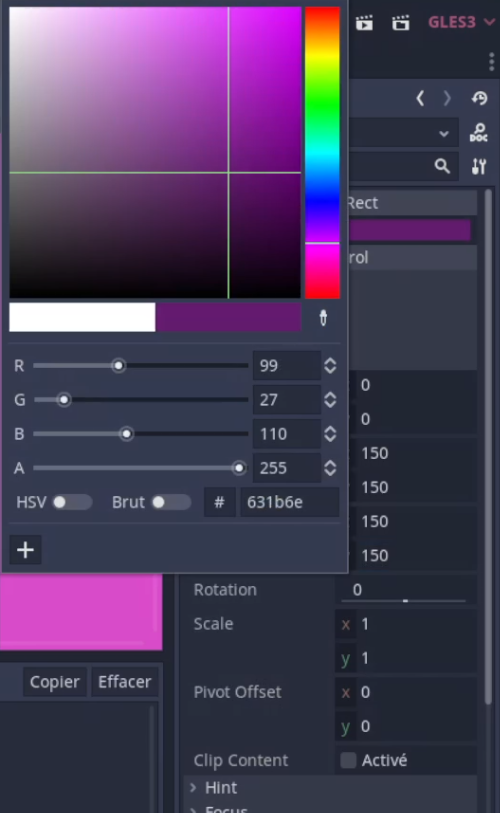 GLES3
DOC
Rect
rol
R 99
G 27
B 110
A 255
HSV Brut # 631b6e
+
0
0
150
150
150
150
Rotation 0
Scale x 1
y 1
Pivot Offset x 0
y 0
Clip Content Activé
Hint
Focus
Copier Effacer